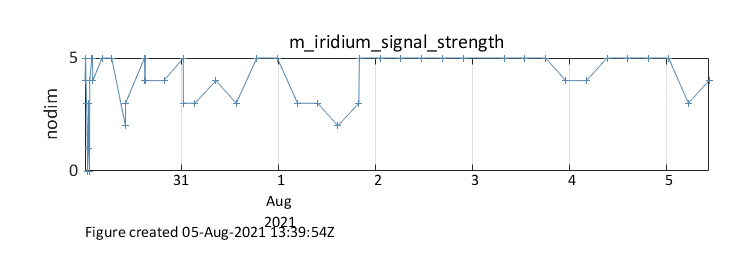 m_iridium_signal_strength
5
nodim
0
31 1 2 3 4 5
Aug
2021
Figure created 05-Aug-2021 13:39:54Z